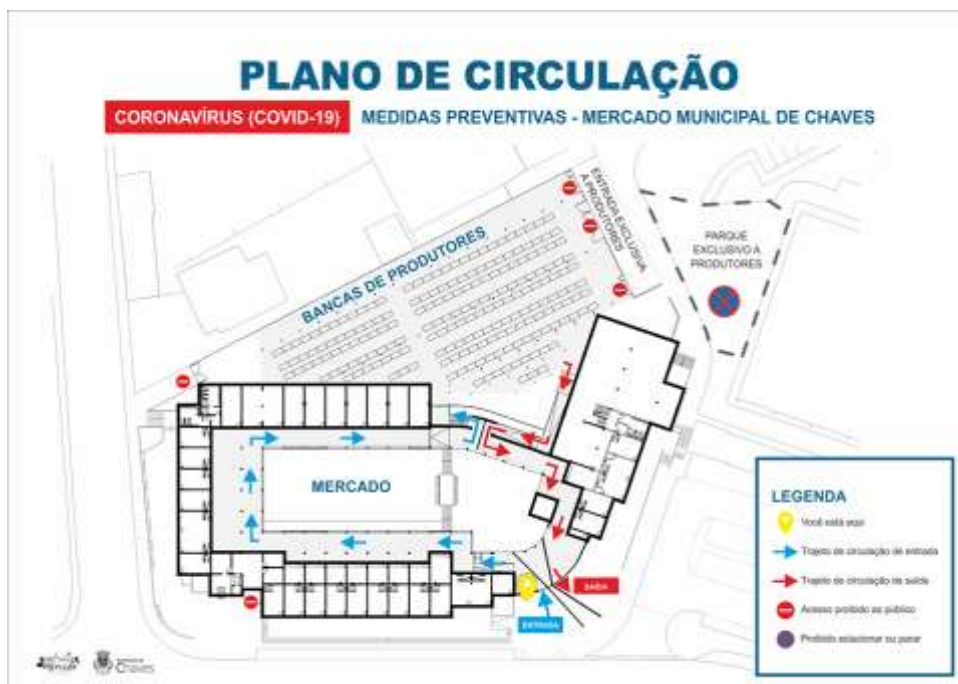 PLANO DE CIRCULAÇÃO
CORONAVÍRUS (COVID-19) MEDIDAS PREVENTIVAS - MERCADO MUNICIPAL DE CHAVES
ENTRADA EXCLUSIVA
A PRODUTORES
BANCAS DE PRODUTORES
PARQUE
EXCLUSIVO A
PRODUTORES
MERCADO
SAÍDA
ENTRADA
LEGENDA
Você está aqui
Trajeto de circulação de entrada
Trajeto de circulação de saída
Acesso proibido ao público
Proibido estacionar ou parar
Chaves